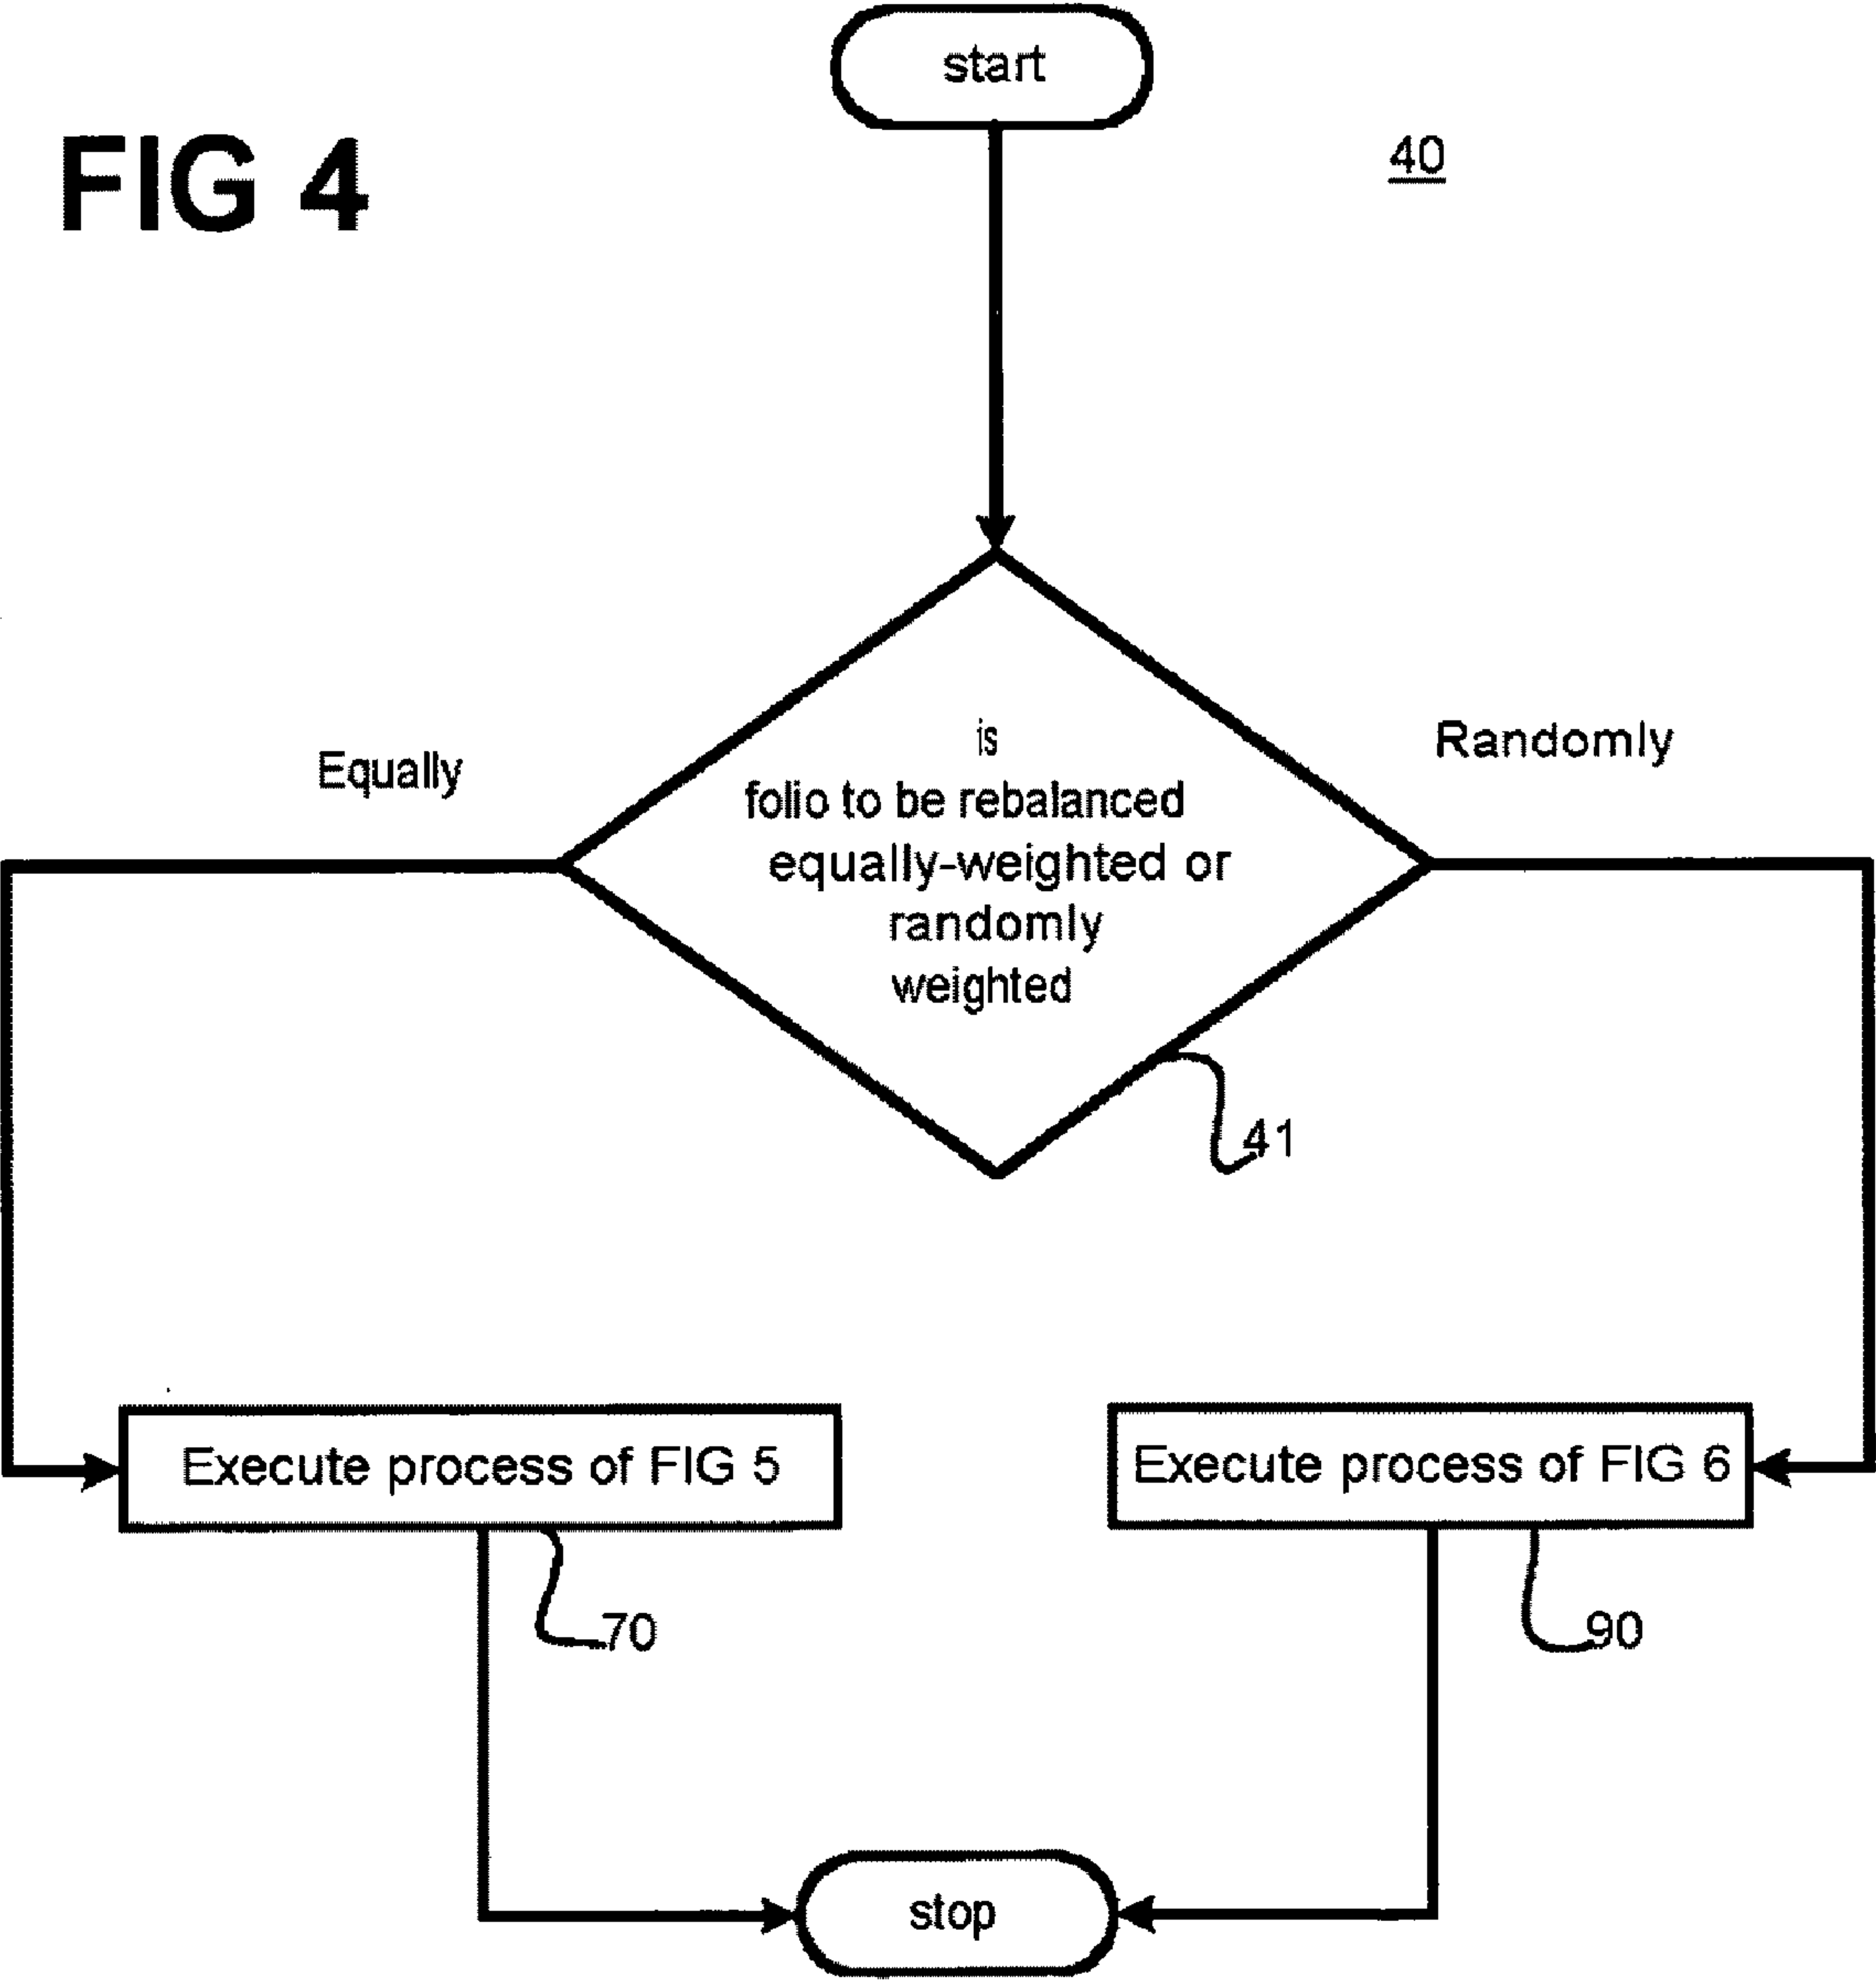 start
FIG 4
40
is
folio to be rebalanced
equally-weighted or
randomly
weighted
Equally
Randomly
41
Execute process of FIG 5
Execute process of FIG 6
70
90
stop